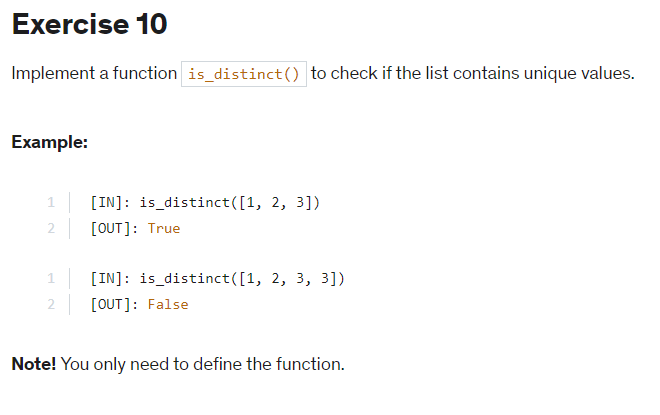 Exercise 10
Implement a function is_distinct() to check if the list contains unique values.
Example:
1 [IN]: is_distinct([1, 2, 3])
2 [OUT]: True
1 [IN]: is_distinct([1, 2, 3, 3])
2 [OUT]: False
Note! You only need to define the function.